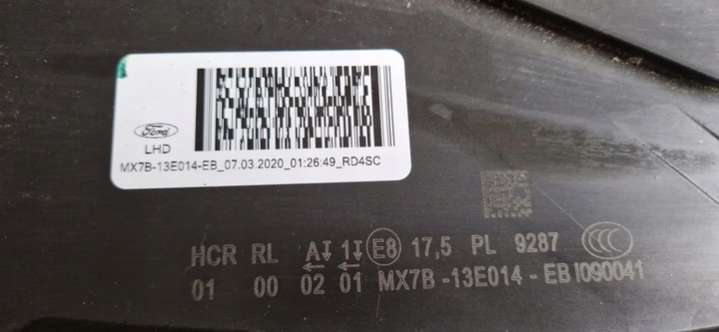 Ford
LHD
MX7B-13E014-EB_07.03.2020_01:26:49_RD4SC
HCR RL A 1 E8 17,5 PL 9287 CCC
01 00 02 01 MX7B-13E014-EB I090041